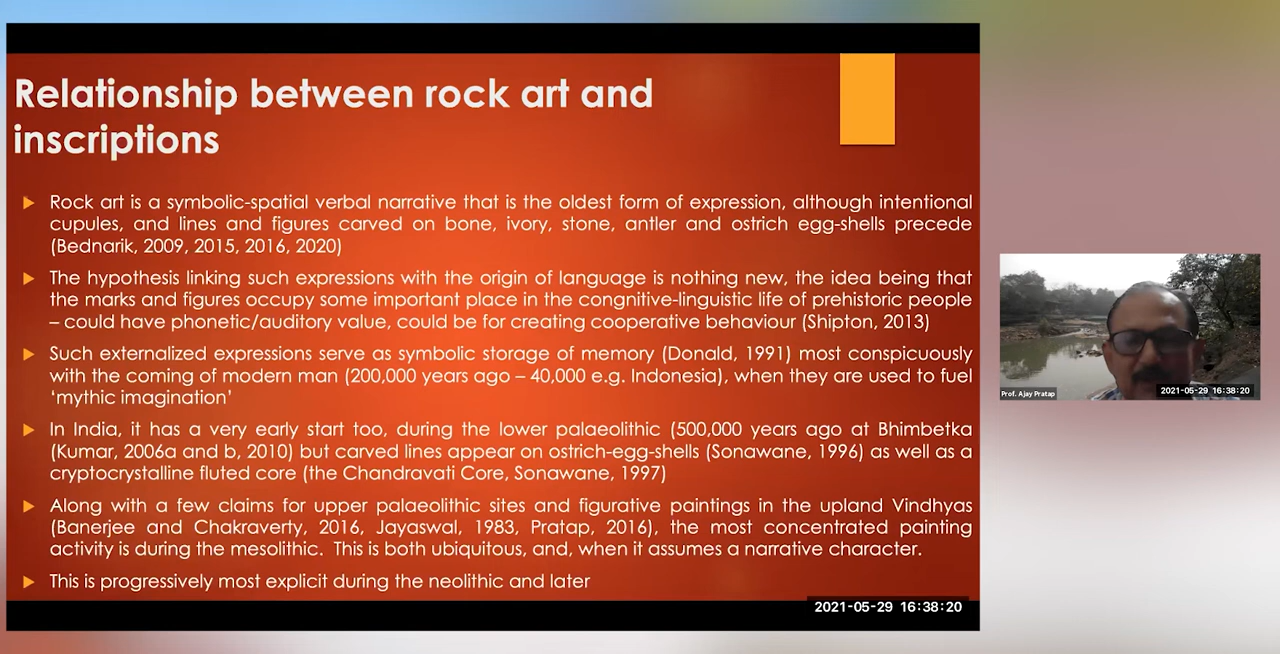 Relationship between rock art and
inscriptions
Rock art is a symbolic-spatial verbal narrative that is the oldest form of expression, although intentional
cupules, and lines and figures carved on bone, ivory, stone, antler and ostrich egg-shells precede
(Bednarik, 2009, 2015, 2016, 2020)
The hypothesis linking such expressions with the origin of language is nothing new, the idea being that
the marks and figures occupy some important place in the congnitive-linguistic life of prehistoric people
– could have phonetic/auditory value, could be for creating cooperative behaviour (Shipton, 2013)
Such externalized expressions serve as symbolic storage of memory (Donald, 1991) most conspicuously
with the coming of modern man (200,000 years ago – 40,000 e.g. Indonesia), when they are used to fuel
‘mythic imagination’
In India, it has a very early start too, during the lower palaeolithic (500,000 years ago at Bhimbetka
(Kumar, 2006a and b, 2010) but carved lines appear on ostrich-egg-shells (Sonawane, 1996) as well as a
cryptocrystalline fluted core (the Chandravati Core, Sonawane, 1997)
Along with a few claims for upper palaeolithic sites and figurative paintings in the upland Vindhyas
(Banerjee and Chakraverty, 2016, Jayaswal, 1983, Pratap, 2016), the most concentrated painting
activity is during the mesolithic. This is both ubiquitous, and, when it assumes a narrative character.
This is progressively most explicit during the neolithic and later
2021-05-29 16:38:20
Prof. Ajay Pratap
2021-05-29 16:38:20